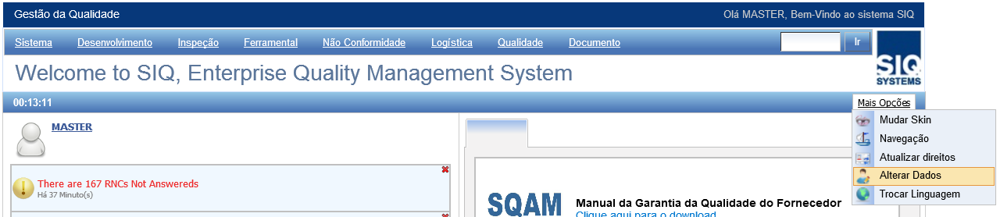 Gestão da Qualidade
Olá MASTER, Bem-Vindo ao sistema SIQ
Sistema Desenvolvimento Inspeção Ferramental Não Conformidade Logística Qualidade Documento Ir
SIQ
SYSTEMS
Welcome to SIQ, Enterprise Quality Management System
00:13:11
Mais Opções
Mudar Skin
Navegação
Atualizar direitos
Alterar Dados
Trocar Linguagem
MASTER
There are 167 RNCs Not Answereds
Há 37 Minuto(s)
SQAM
Manual da Garantia da Qualidade do Fornecedor
Clique aqui para o download